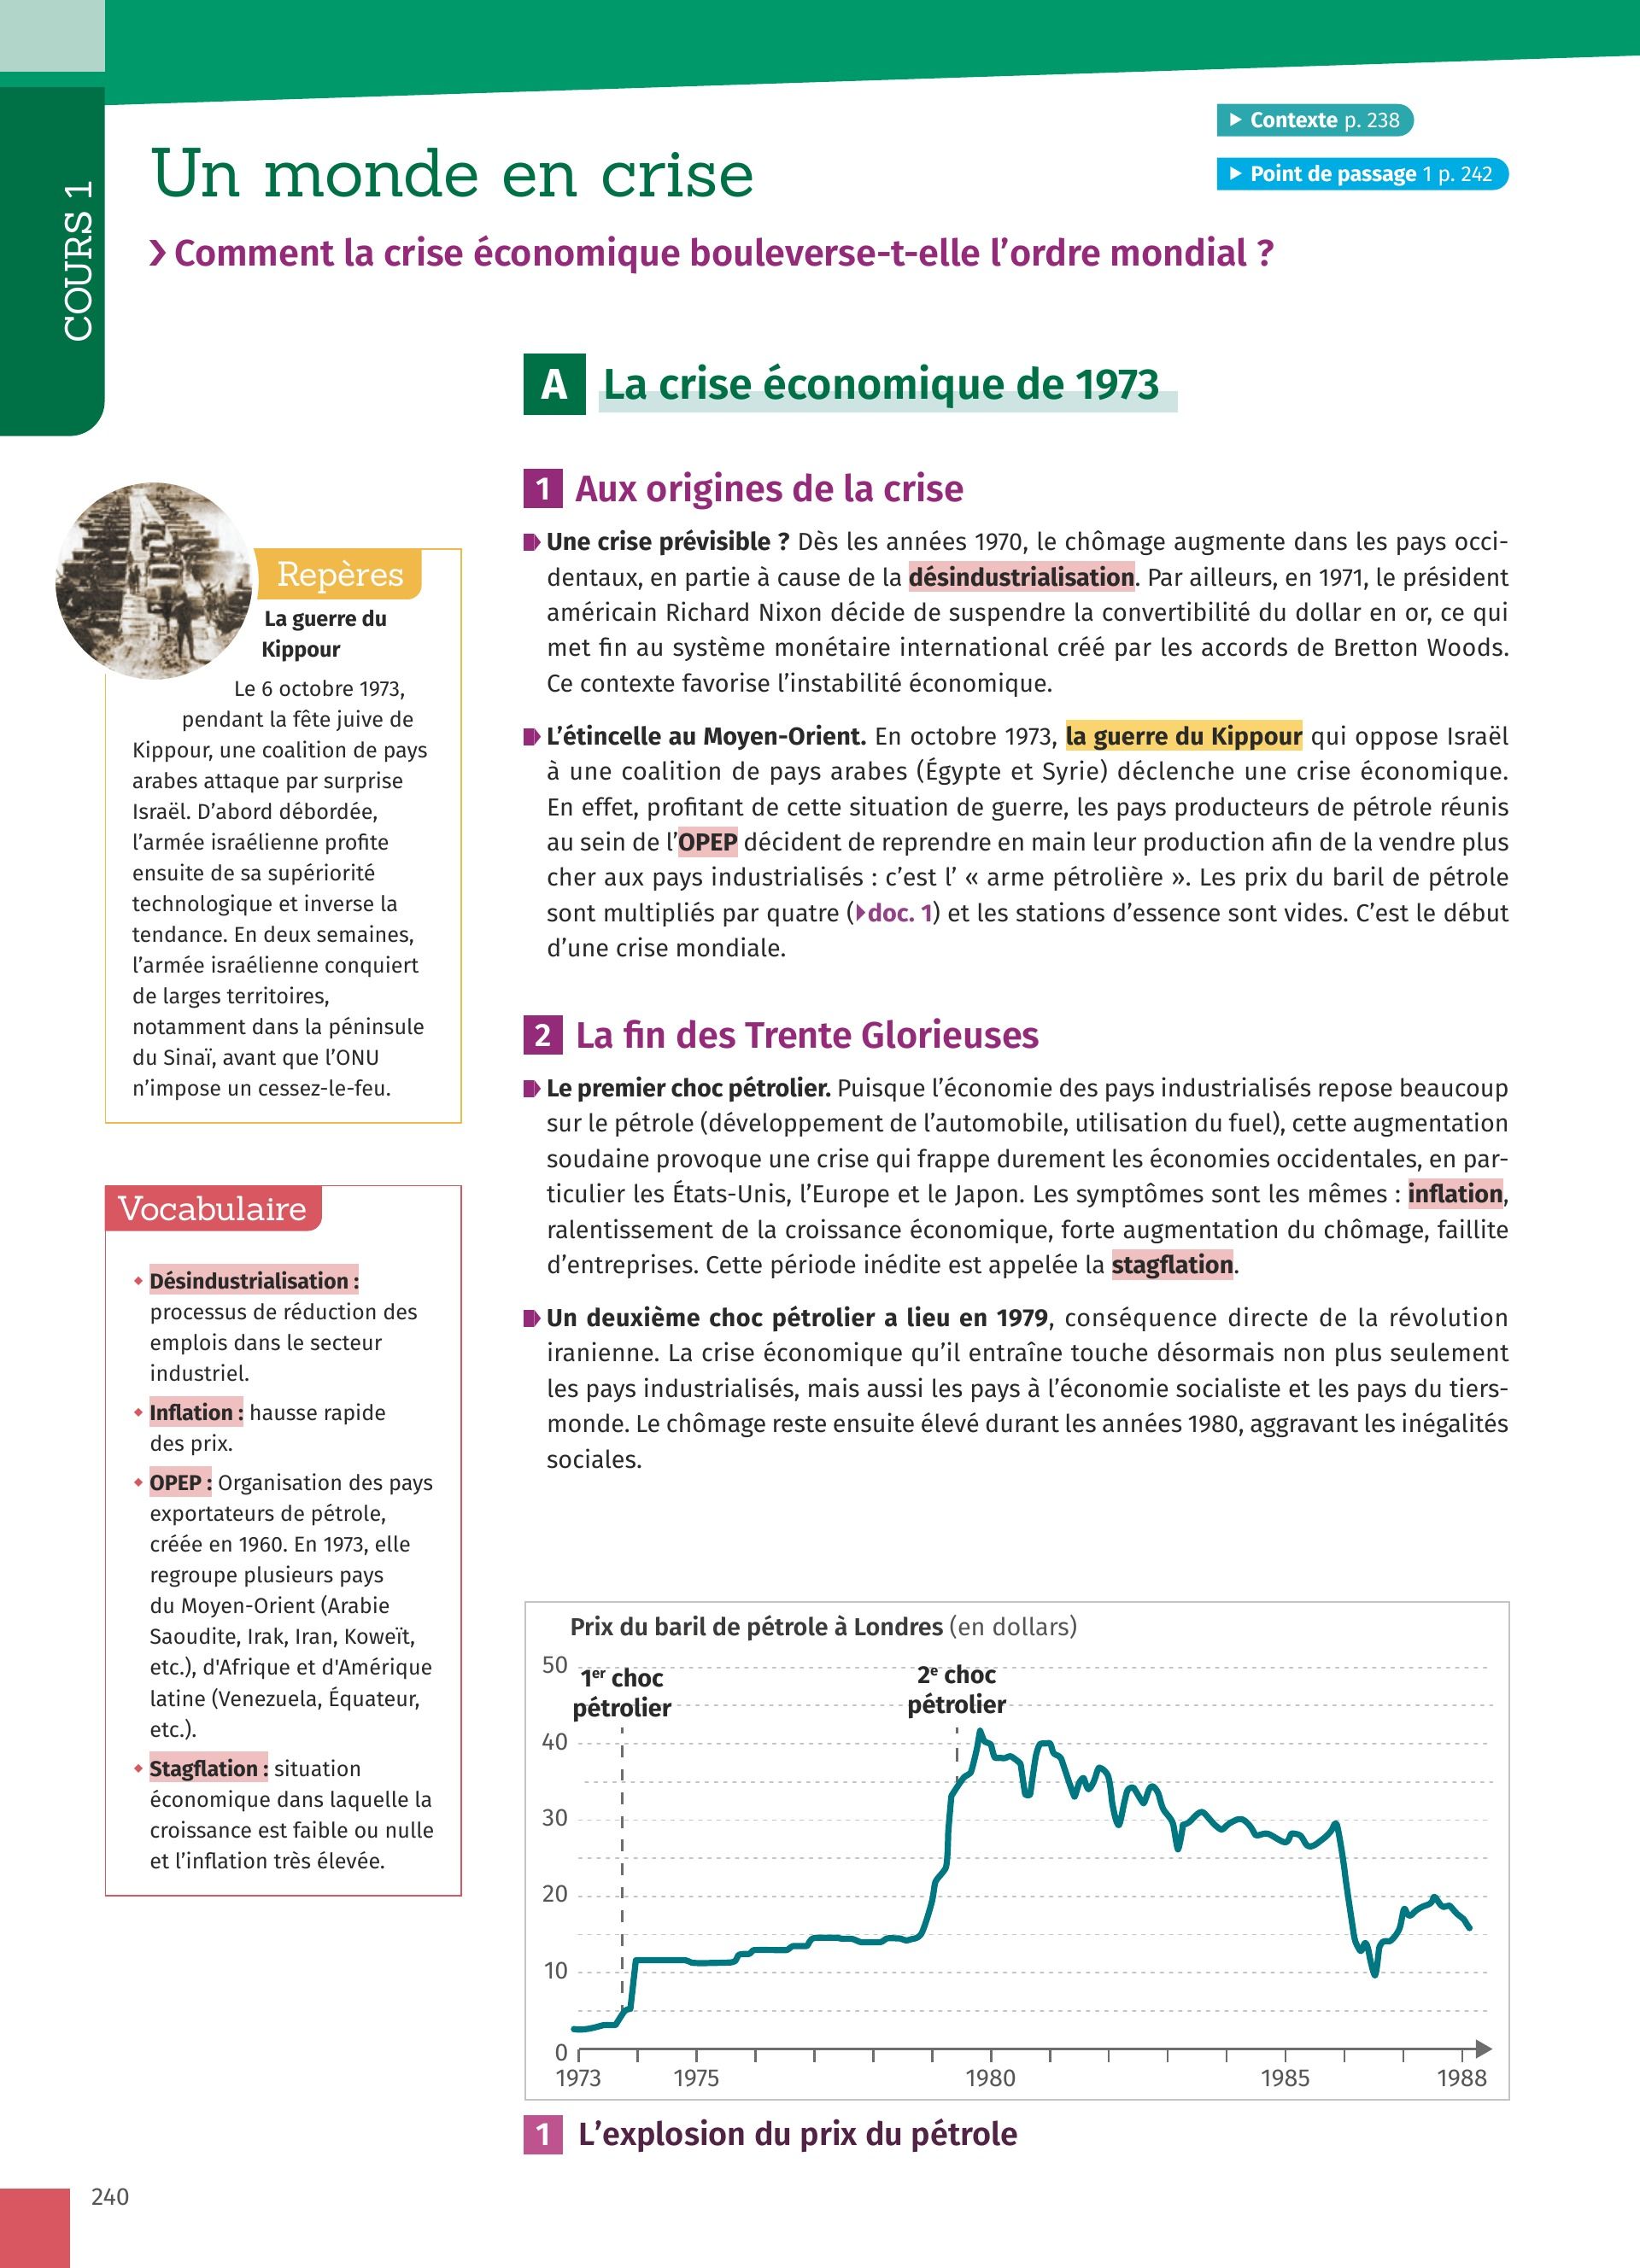 COURS 1
Contexte p. 238
Point de passage 1 p. 242
Un monde en crise
Comment la crise économique bouleverse-t-elle l’ordre mondial ?
A La crise économique de 1973
1 Aux origines de la crise
Une crise prévisible ? Dès les années 1970, le chômage augmente dans les pays occi-
dentaux, en partie à cause de la désindustrialisation. Par ailleurs, en 1971, le président
américain Richard Nixon décide de suspendre la convertibilité du dollar en or, ce qui
met fin au système monétaire international créé par les accords de Bretton Woods.
Ce contexte favorise l’instabilité économique.
L’étincelle au Moyen-Orient. En octobre 1973, la guerre du Kippour qui oppose Israël
à une coalition de pays arabes (Égypte et Syrie) déclenche une crise économique.
En effet, profitant de cette situation de guerre, les pays producteurs de pétrole réunis
au sein de l’OPEP décident de reprendre en main leur production afin de la vendre plus
cher aux pays industrialisés : c’est l’ « arme pétrolière ». Les prix du baril de pétrole
sont multipliés par quatre (doc. 1) et les stations d’essence sont vides. C’est le début
d’une crise mondiale.
2 La fin des Trente Glorieuses
Le premier choc pétrolier. Puisque l’économie des pays industrialisés repose beaucoup
sur le pétrole (développement de l’automobile, utilisation du fuel), cette augmentation
soudaine provoque une crise qui frappe durement les économies occidentales, en par-
ticulier les États-Unis, l’Europe et le Japon. Les symptômes sont les mêmes : inflation,
ralentissement de la croissance économique, forte augmentation du chômage, faillite
d’entreprises. Cette période inédite est appelée la stagflation.
Un deuxième choc pétrolier a lieu en 1979, conséquence directe de la révolution
iranienne. La crise économique qu’il entraîne touche désormais non plus seulement
les pays industrialisés, mais aussi les pays à l’économie socialiste et les pays du tiers-
monde. Le chômage reste ensuite élevé durant les années 1980, aggravant les inégalités
sociales.
Repères
La guerre du
Kippour
Le 6 octobre 1973,
pendant la fête juive de
Kippour, une coalition de pays
arabes attaque par surprise
Israël. D’abord débordée,
l’armée israélienne profite
ensuite de sa supériorité
technologique et inverse la
tendance. En deux semaines,
l’armée israélienne conquiert
de larges territoires,
notamment dans la péninsule
du Sinaï, avant que l’ONU
n’impose un cessez-le-feu.
Vocabulaire
Désindustrialisation :
processus de réduction des
emplois dans le secteur
industriel.
Inflation : hausse rapide
des prix.
OPEP : Organisation des pays
exportateurs de pétrole,
créée en 1960. En 1973, elle
regroupe plusieurs pays
du Moyen-Orient (Arabie
Saoudite, Irak, Iran, Koweït,
etc.), d'Afrique et d'Amérique
latine (Venezuela, Équateur,
etc.).
Stagflation : situation
économique dans laquelle la
croissance est faible ou nulle
et l’inflation très élevée.
Prix du baril de pétrole à Londres (en dollars)
50
40
30
20
10
0
1er choc
pétrolier
2e choc
pétrolier
1973 1975 1980 1985 1988
1 L’explosion du prix du pétrole
240